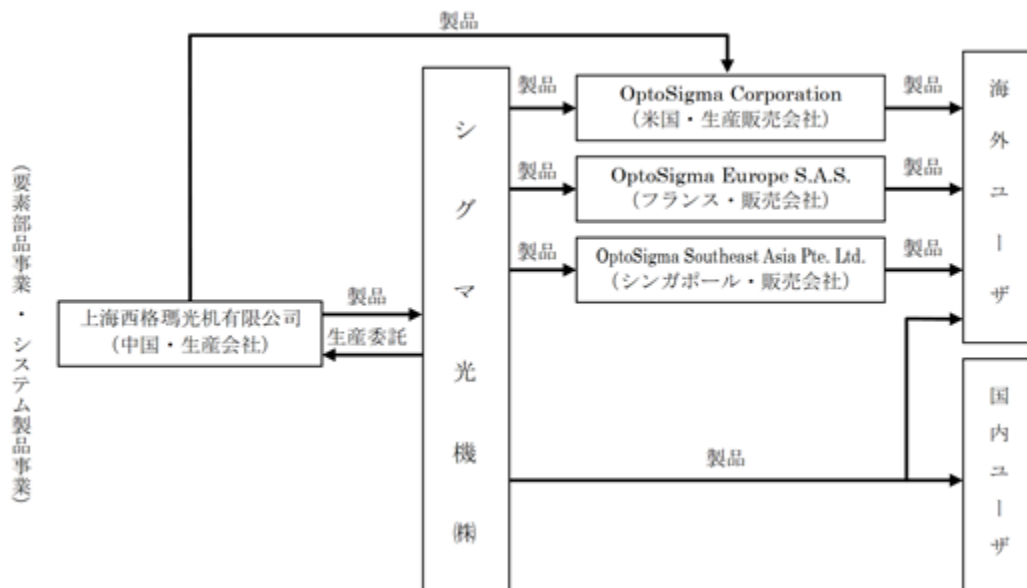 製品
(要素部品事業・システム製品事業)
上海西格瑪光机有限公司
(中国・生産会社)
製品
生産委託
シグマ光機㈱
製品
OptoSigma Corporation
(米国・生産販売会社)
製品
製品
OptoSigma Europe S.A.S.
(フランス・販売会社)
製品
製品
OptoSigma Southeast Asia Pte. Ltd.
(シンガポール・販売会社)
製品
製品
海外ユーザ
国内ユーザ